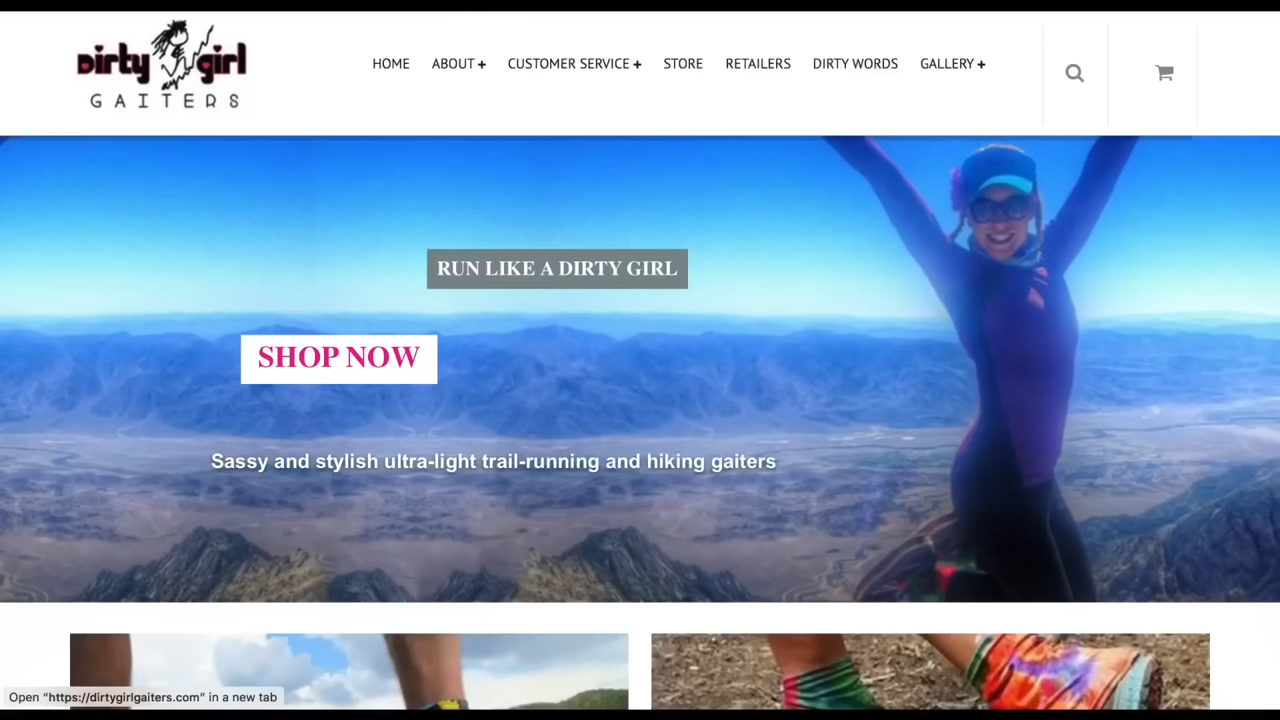 Dirty girl
GAITERS
HOME ABOUT + CUSTOMER SERVICE + STORE RETAILERS DIRTY WORDS GALLERY +
RUN LIKE A DIRTY GIRL
SHOP NOW
Sassy and stylish ultra-light trail-running and hiking gaiters
Open “https://dirtygirlgaiters.com” in a new tab